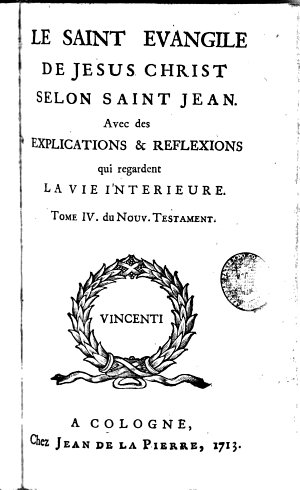 LE SAINT EVANGILE
DE JESUS CHRIST
SELON SAINT JEAN.
Avec des
EXPLICATIONS & REFLEXIONS
qui regardent
LA VIE INTERIEURE.
TOME IV. du NOUV. TESTAMENT.
VINCENTI
A COLOGNE,
Chez JEAN DE LA PIERRE, 1713.